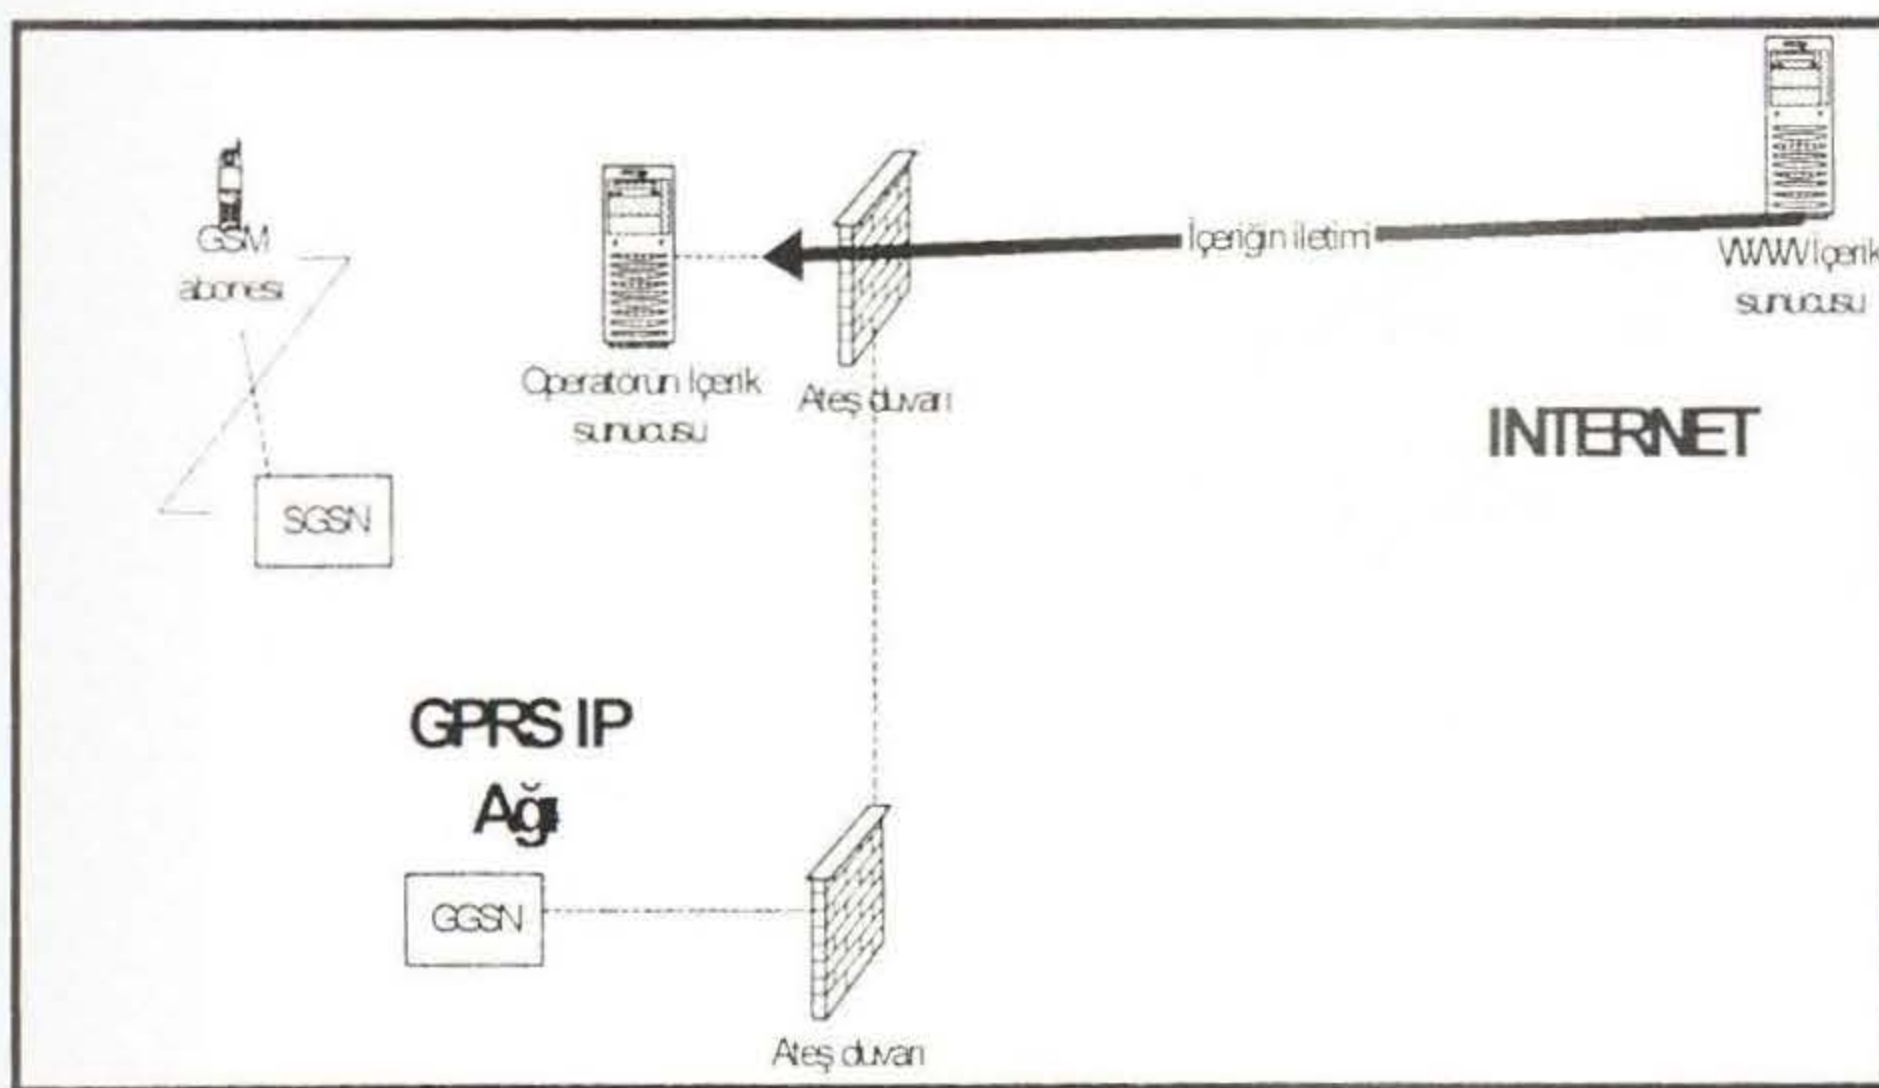 GSM
abonesi
SGSN
Operatorun İçerik
sunucusu
Ateş duvarı
İçeriğin iletimi
WWW İçerik
sunucusu
INTERNET
GPRS IP
Ağı
GGSN
Ateş duvarı